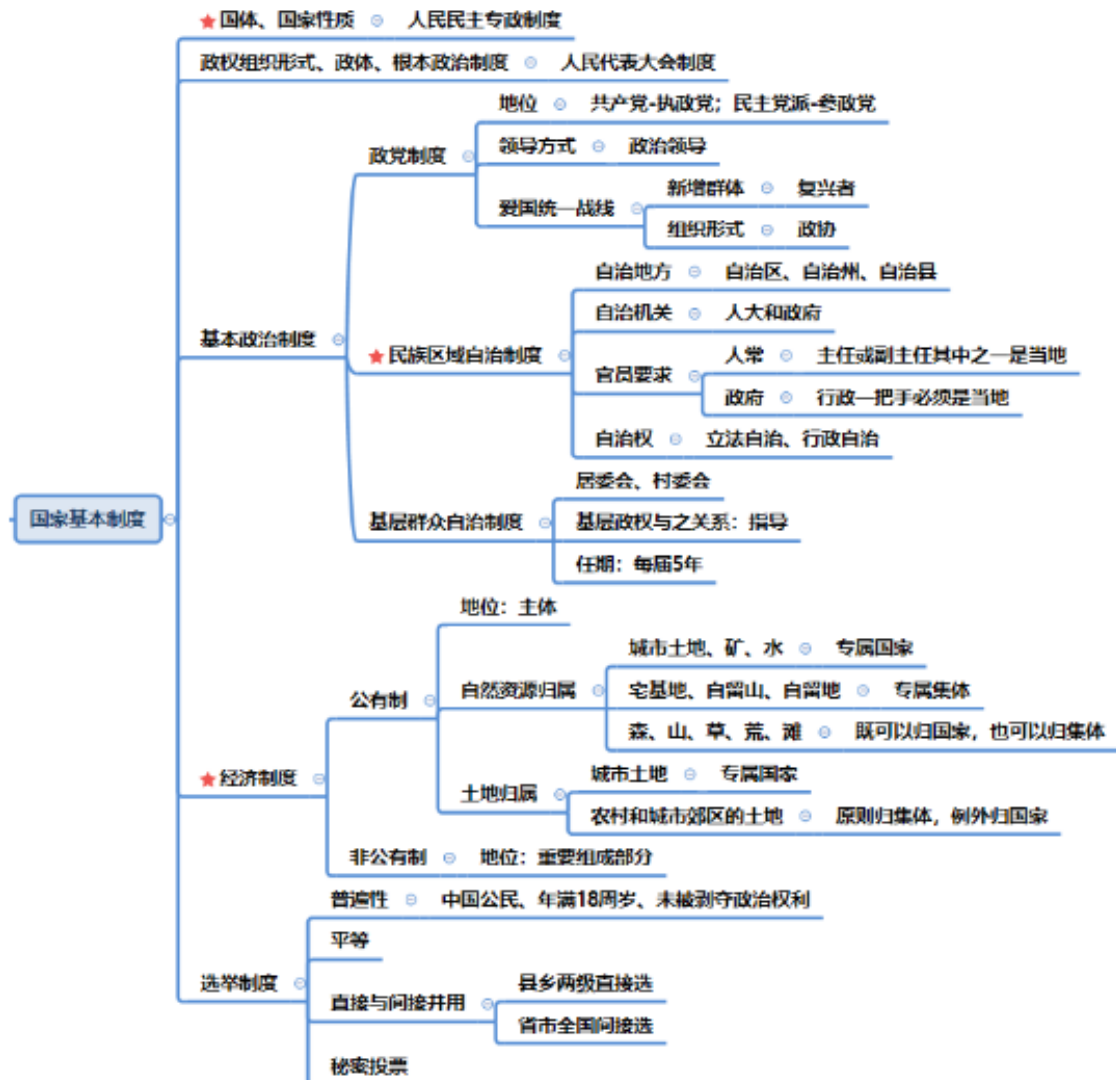 ★国体、国家性质 人民民主专政制度
政权组织形式、政体、根本政治制度 人民代表大会制度
地位 共产党-执政党；民主党派-参政党
领导方式 政治领导
政党制度
新增群体 复兴者
爱国统一战线
组织形式 政协
自治地方 自治区、自治州、自治县
自治机关 人大和政府
基本政治制度
★民族区域自治制度
人常 主任或副主任其中之一是当地
官员要求
政府 行政一把手必须是当地
自治权 立法自治、行政自治
居委会、村委会
国家基本制度
基层群众自治制度
基层政权与之关系：指导
任期：每届5年
地位：主体
城市土地、矿、水 专属国家
自然资源归属
宅基地、自留山、自留地 专属集体
公有制
森、山、草、荒、滩 既可以归国家，也可以归集体
★经济制度
城市土地 专属国家
土地归属
农村和城市郊区的土地 原则归集体，例外归国家
非公有制 地位：重要组成部分
普遍性 中国公民、年满18周岁、未被剥夺政治权利
平等
选举制度
县乡两级直接选
直接与间接并用
省市全国间接选
秘密投票